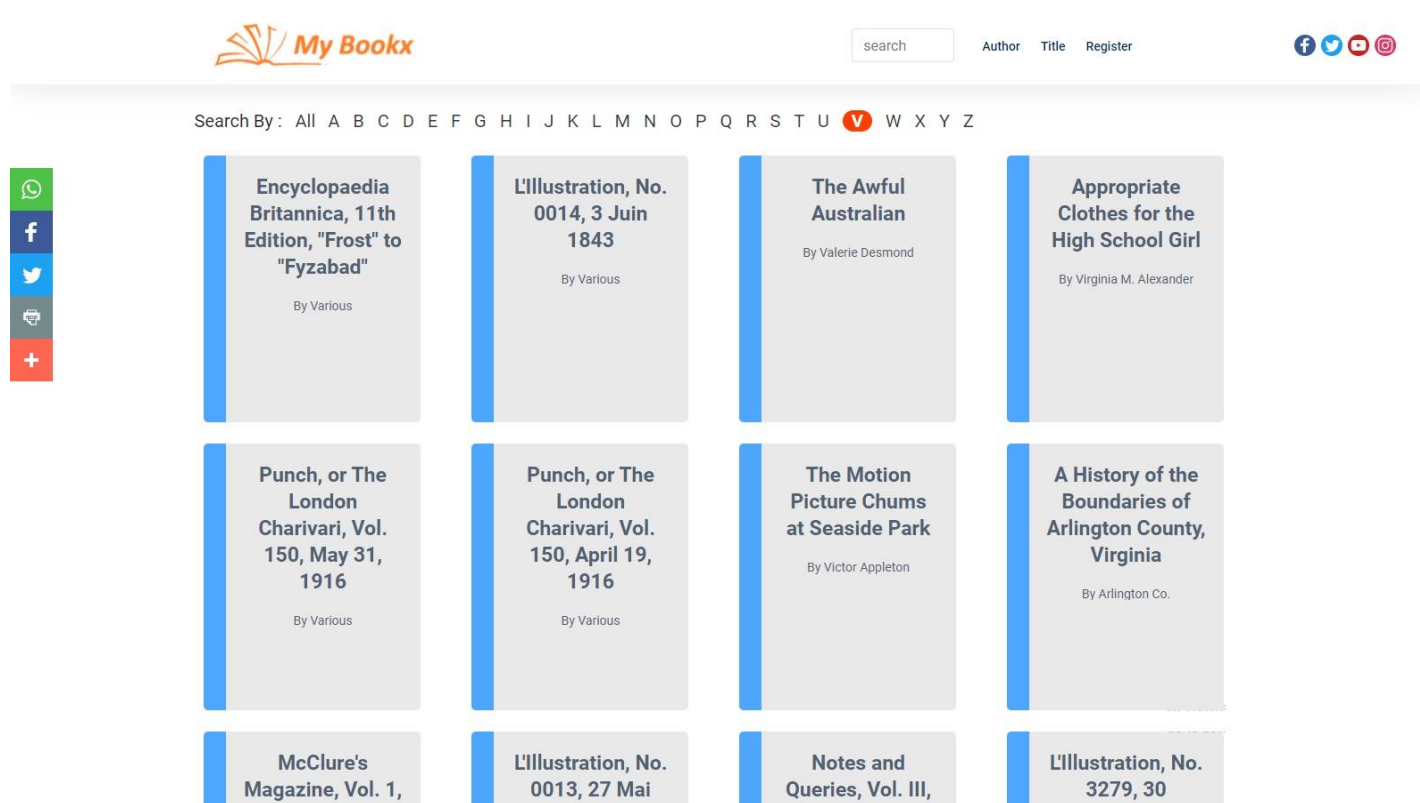 My Bookx
search
Author Title Register
Search By : All A B C D E F G H I J K L M N O P Q R S T U V W X Y Z
Encyclopaedia
Britannica, 11th
Edition, "Frost" to
"Fyzabad"
By Various
L'Illustration, No.
0014, 3 Juin
1843
By Various
The Awful
Australian
By Valerie Desmond
Appropriate
Clothes for the
High School Girl
By Virginia M. Alexander
Punch, or The
London
Charivari, Vol.
150, May 31,
1916
By Various
Punch, or The
London
Charivari, Vol.
150, April 19,
1916
By Various
The Motion
Picture Chums
at Seaside Park
By Victor Appleton
A History of the
Boundaries of
Arlington County,
Virginia
By Arlington Co.
McClure's
Magazine, Vol. 1,
L'Illustration, No.
0013, 27 Mai
Notes and
Queries, Vol. III,
L'Illustration, No.
3279, 30